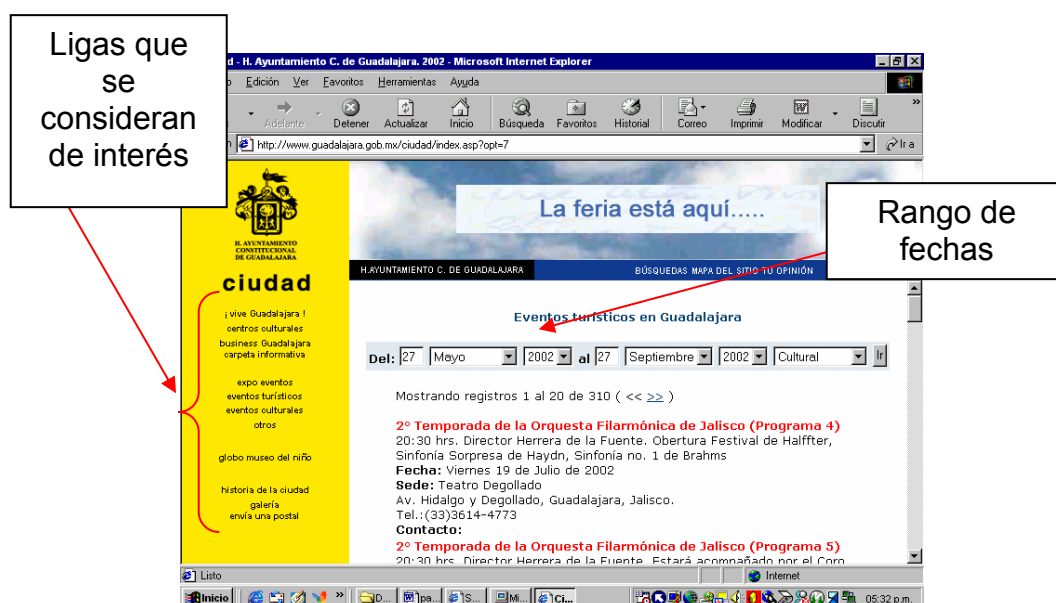 Ligas que
se
consideran
de interés
d - H. Ayuntamiento C. de Guadalajara. 2002 - Microsoft Internet Explorer
Edición Ver Favoritos Herramientas Ayuda
Adelante Detener Actualizar Inicio Búsqueda Favoritos Historial Correo Imprimir Modificar Discutir
http://www.guadalajara.gob.mx/ciudad/index.asp?opt=7 Ir a
La feria está aquí.....
Rango de
fechas
H. AYUNTAMIENTO
CONSTITUCIONAL
DE GUADALAJARA
H.AYUNTAMIENTO C. DE GUADALAJARA BÚSQUEDAS MAPA DEL SITIO TU OPINIÓN
ciudad
¡ vive Guadalajara !
centros culturales
business Guadalajara
carpeta informativa
expo eventos
eventos turísticos
eventos culturales
otros
globo museo del niño
historia de la ciudad
galería
envía una postal
Eventos turísticos en Guadalajara
Del: 27 Mayo 2002 al 27 Septiembre 2002 Cultural Ir
Mostrando registros 1 al 20 de 310 ( << >> )
2º Temporada de la Orquesta Filarmónica de Jalisco (Programa 4)
20:30 hrs. Director Herrera de la Fuente. Obertura Festival de Halffter,
Sinfonía Sorpresa de Haydn, Sinfonía no. 1 de Brahms
Fecha: Viernes 19 de Julio de 2002
Sede: Teatro Degollado
Av. Hidalgo y Degollado, Guadalajara, Jalisco.
Tel.:(33)3614-4773
Contacto:
2º Temporada de la Orquesta Filarmónica de Jalisco (Programa 5)
20:30 hrs. Director Herrera de la Fuente. Estará acompañado por el Coro
Listo Internet
Inicio » D... pa... S... Mi... Ci... 05:32 p.m.